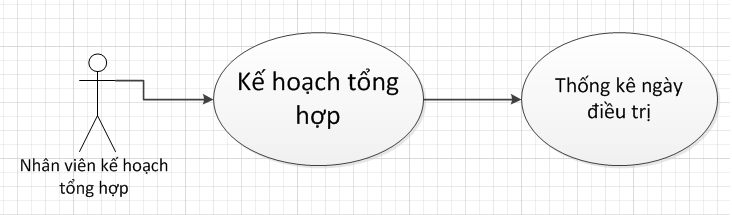 Kế hoạch tổng
hợp
Thống kê ngày
điều trị
Nhân viên kế hoạch
tổng hợp